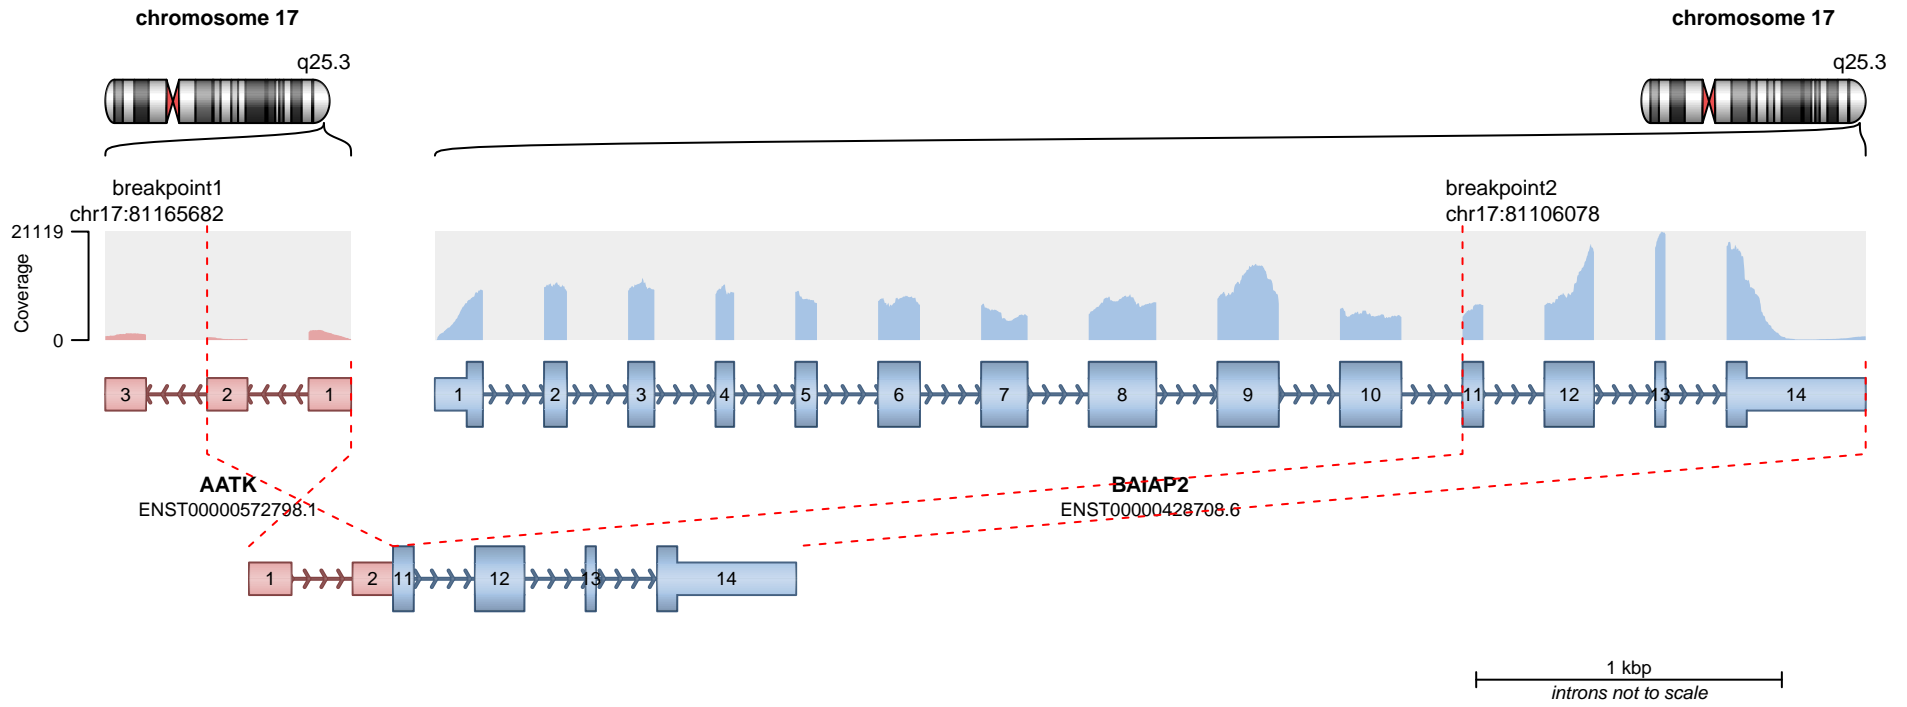 chromosome 17
chromosome 17
q25.3
q25.3
breakpoint1
chr17:81165682
breakpoint2
chr17:81106078
21119
Coverage
0
3 2 1
1 2 3 4 5 6 7 8 9 10 11 12 13 14
AATK
ENST00000572798.1
BAIAP2
ENST00000428708.6
1 2 11 12 13 14
1 kbp
introns not to scale